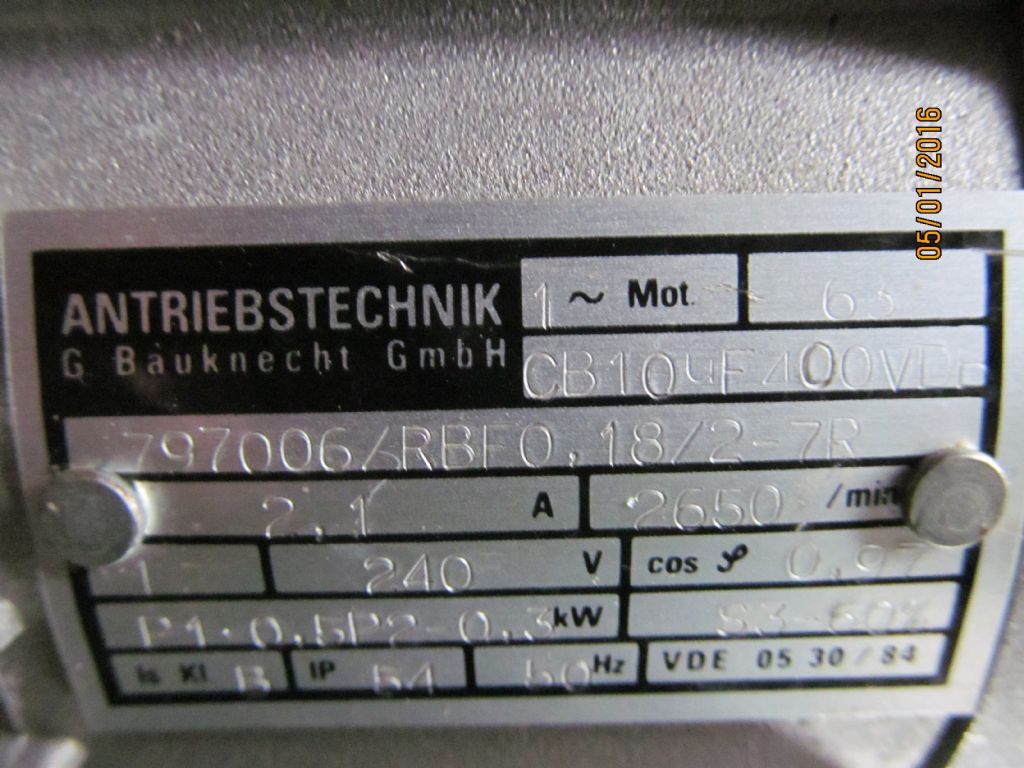 05/01/2016
ANTRIEBSTECHNIK
G Bauknecht GmbH
1 ~ Mot. 63
CB10µF400VDB
797006/RBF0,18/2-7R
2,1 A 2650 /min
1 240 V cos φ 0,97
P1·0,5P2-0,3kW S3-60%
Is Kl B IP 54 50 Hz VDE 05 30/84